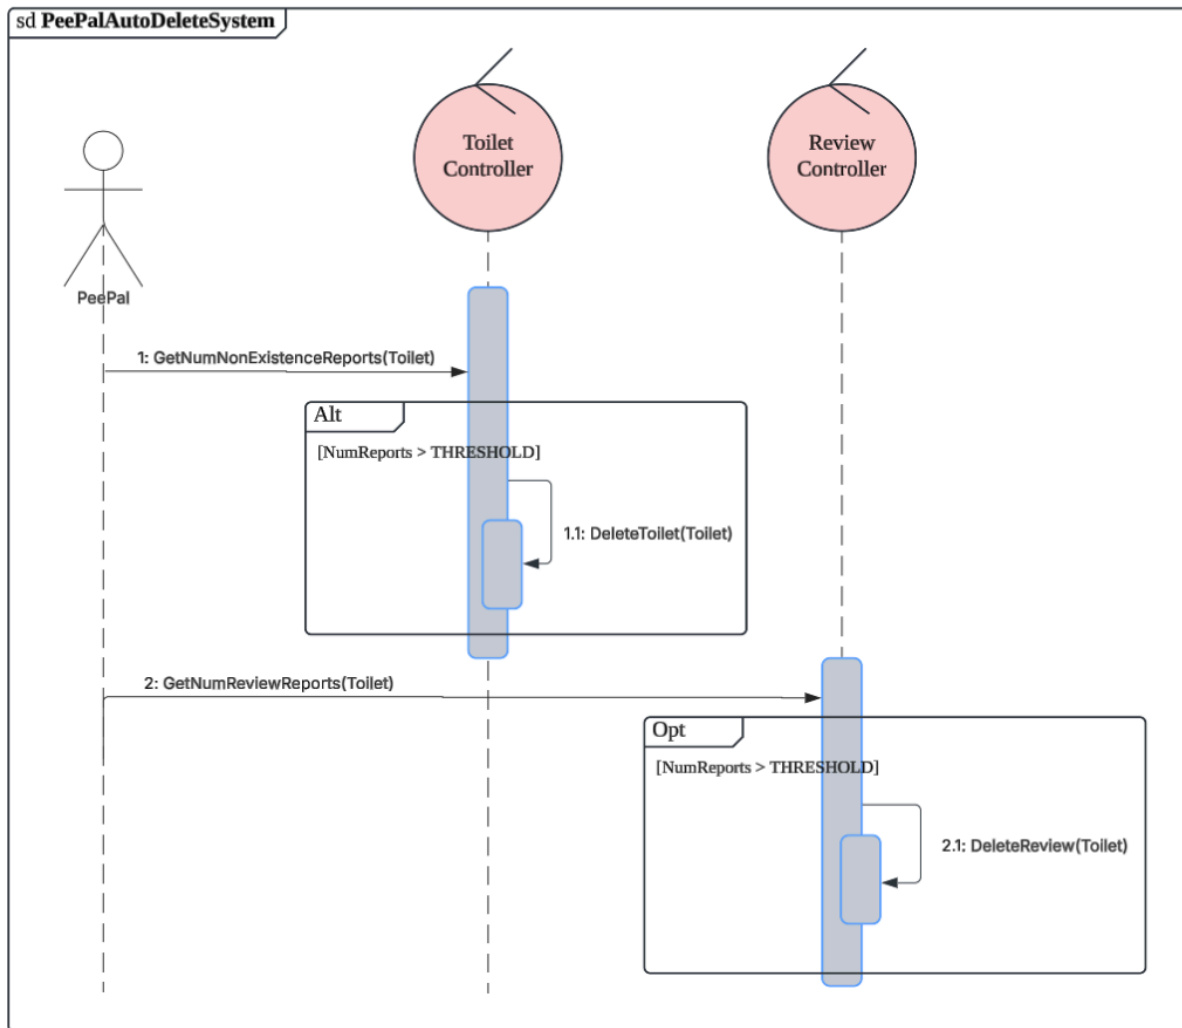 sd PeePalAutoDeleteSystem
Toilet
Controller
Review
Controller
PeePal
1: GetNumNonExistenceReports(Toilet)
Alt
[NumReports > THRESHOLD]
1.1: DeleteToilet(Toilet)
2: GetNumReviewReports(Toilet)
Opt
[NumReports > THRESHOLD]
2.1: DeleteReview(Toilet)